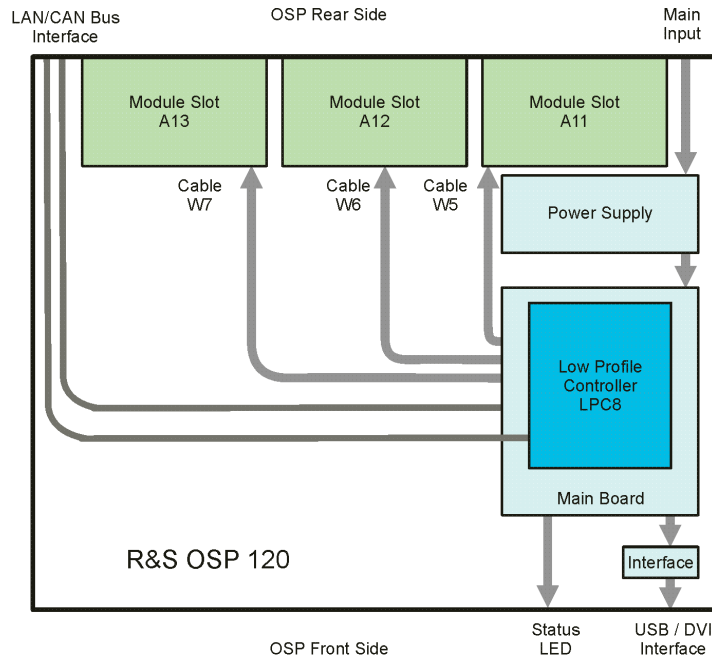 LAN/CAN Bus
Interface
OSP Rear Side
Main
Input
Module Slot
A13
Module Slot
A12
Module Slot
A11
Cable
W7
Cable
W6
Cable
W5
Power Supply
Low Profile
Controller
LPC8
Main Board
R&S OSP 120
Interface
Status
LED
USB / DVI
Interface
OSP Front Side